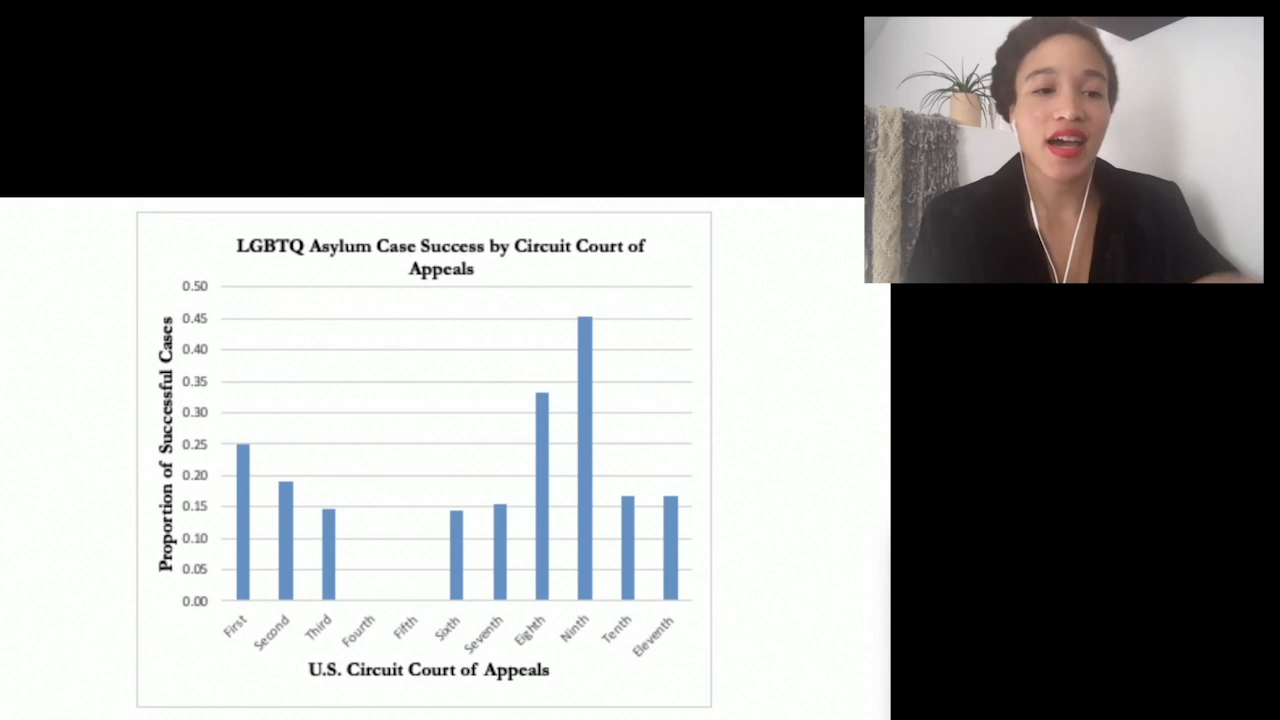 LGBTQ Asylum Case Success by Circuit Court of
Appeals
Proportion of Successful Cases
0.50
0.45
0.40
0.35
0.30
0.25
0.20
0.15
0.10
0.05
0.00
First
Second
Third
Fourth
Fifth
Sixth
Seventh
Eighth
Ninth
Tenth
Eleventh
U.S. Circuit Court of Appeals